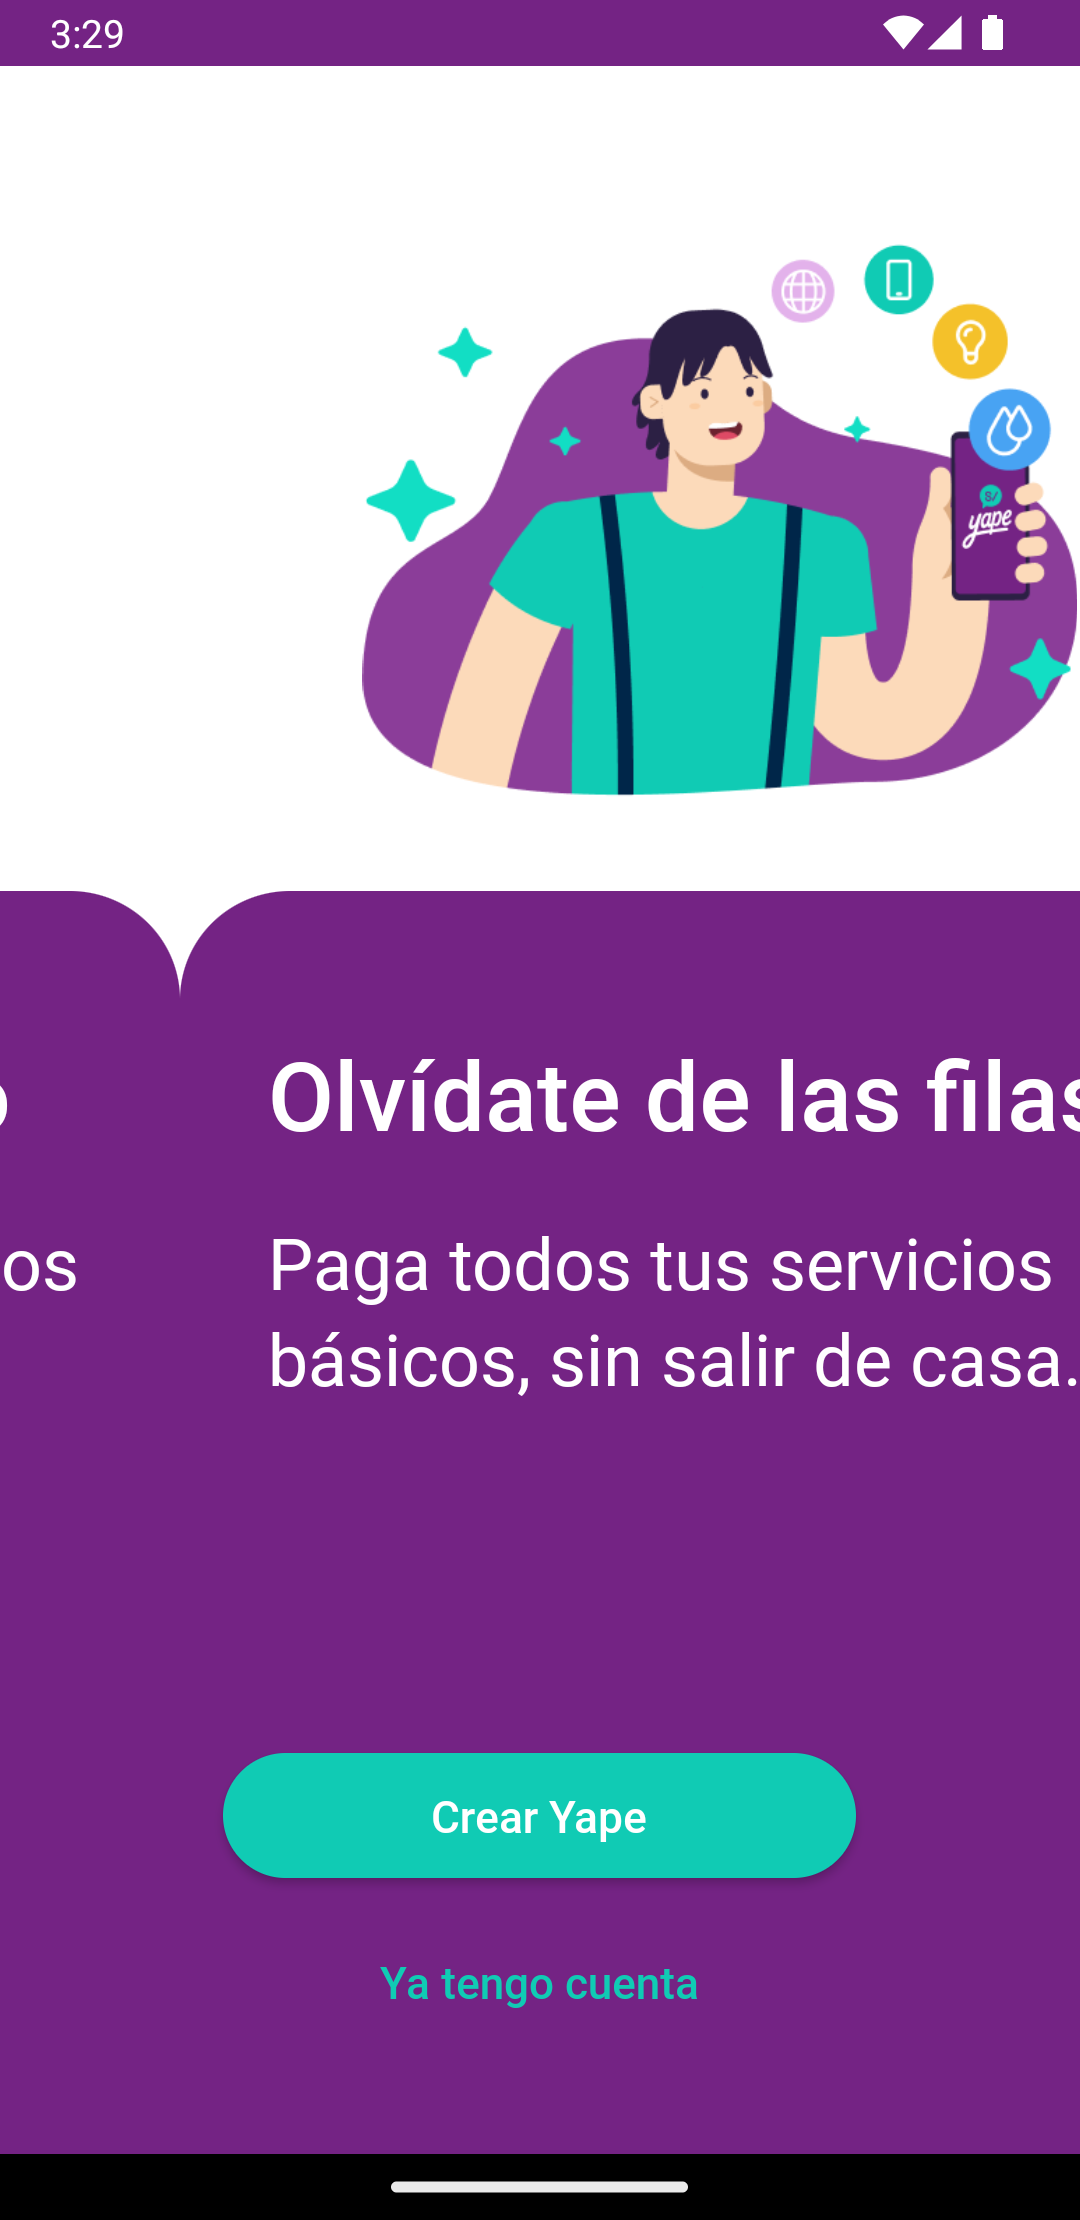 3:29
S/
yape
Olvídate de las filas
os
Paga todos tus servicios
básicos, sin salir de casa.
Crear Yape
Ya tengo cuenta